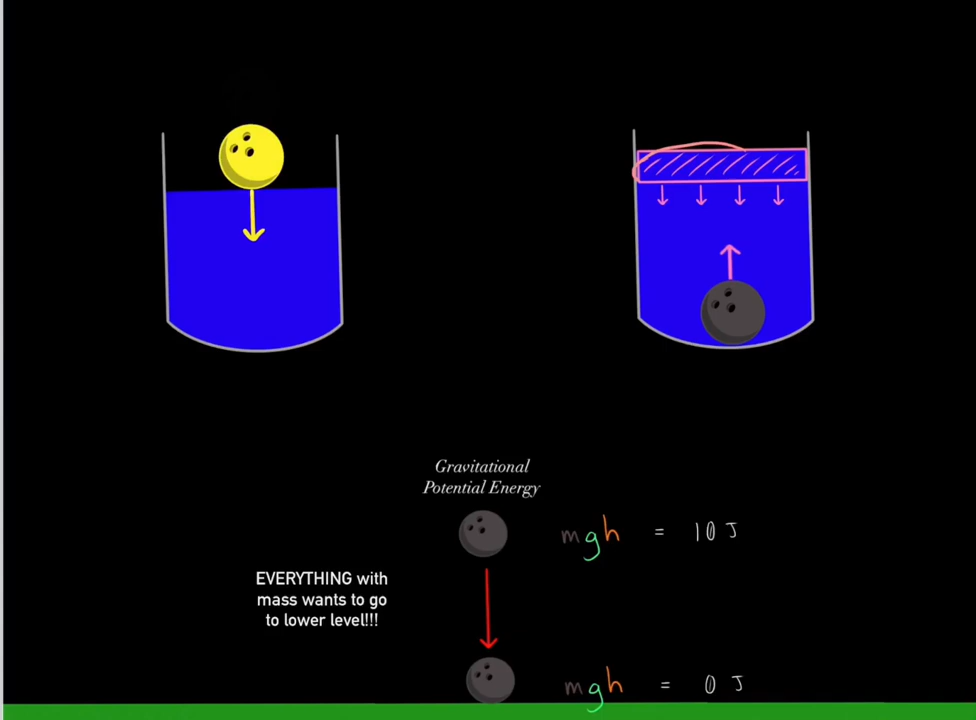 Gravitational
Potential Energy
mgh = 10 J
EVERYTHING with
mass wants to go
to lower level!!!
mgh = 0 J